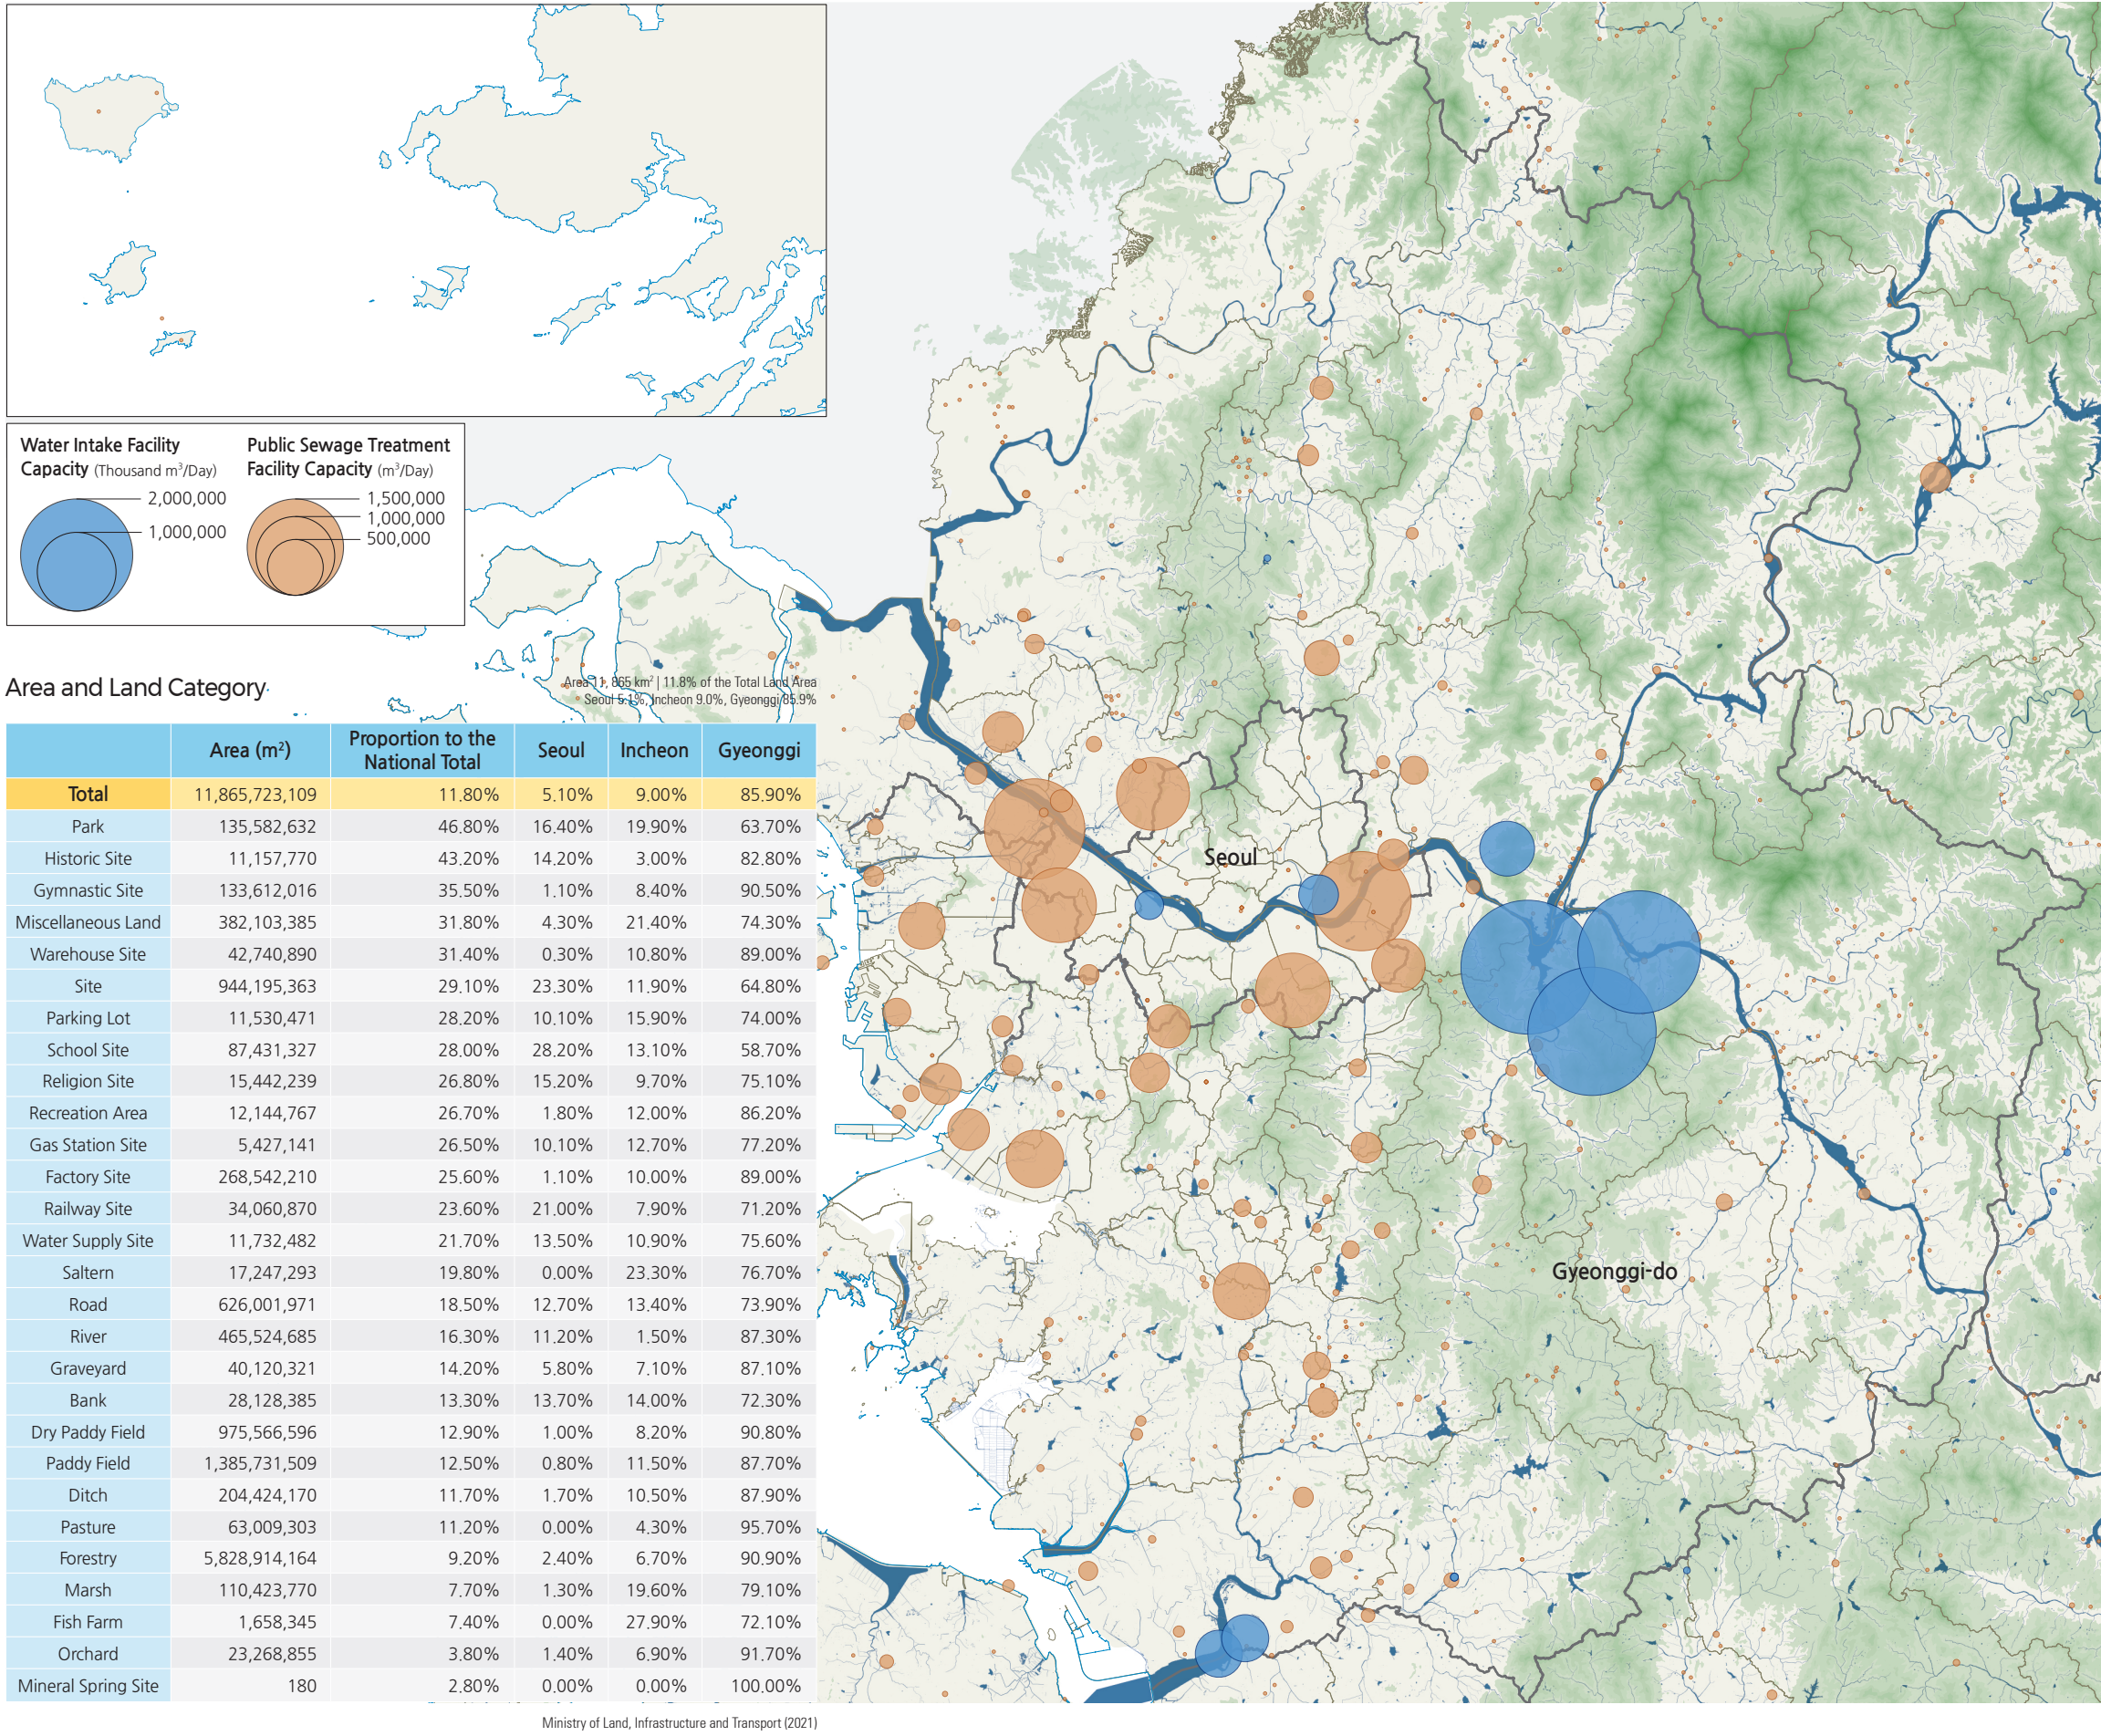 Water Intake Facility
Capacity (Thousand m³/Day)
2,000,000
1,000,000
Public Sewage Treatment
Facility Capacity (m³/Day)
1,500,000
1,000,000
500,000
Area and Land Category
Area 11, 865 km² | 11.8% of the Total Land Area
Seoul 5.1%, Incheon 9.0%, Gyeonggi 85.9%
Area (m²) Proportion to the National Total Seoul Incheon Gyeonggi
Total 11,865,723,109 11.80% 5.10% 9.00% 85.90%
Park 135,582,632 46.80% 16.40% 19.90% 63.70%
Historic Site 11,157,770 43.20% 14.20% 3.00% 82.80%
Gymnastic Site 133,612,016 35.50% 1.10% 8.40% 90.50%
Miscellaneous Land 382,103,385 31.80% 4.30% 21.40% 74.30%
Warehouse Site 42,740,890 31.40% 0.30% 10.80% 89.00%
Site 944,195,363 29.10% 23.30% 11.90% 64.80%
Parking Lot 11,530,471 28.20% 10.10% 15.90% 74.00%
School Site 87,431,327 28.00% 28.20% 13.10% 58.70%
Religion Site 15,442,239 26.80% 15.20% 9.70% 75.10%
Recreation Area 12,144,767 26.70% 1.80% 12.00% 86.20%
Gas Station Site 5,427,141 26.50% 10.10% 12.70% 77.20%
Factory Site 268,542,210 25.60% 1.10% 10.00% 89.00%
Railway Site 34,060,870 23.60% 21.00% 7.90% 71.20%
Water Supply Site 11,732,482 21.70% 13.50% 10.90% 75.60%
Saltern 17,247,293 19.80% 0.00% 23.30% 76.70%
Road 626,001,971 18.50% 12.70% 13.40% 73.90%
River 465,524,685 16.30% 11.20% 1.50% 87.30%
Graveyard 40,120,321 14.20% 5.80% 7.10% 87.10%
Bank 28,128,385 13.30% 13.70% 14.00% 72.30%
Dry Paddy Field 975,566,596 12.90% 1.00% 8.20% 90.80%
Paddy Field 1,385,731,509 12.50% 0.80% 11.50% 87.70%
Ditch 204,424,170 11.70% 1.70% 10.50% 87.90%
Pasture 63,009,303 11.20% 0.00% 4.30% 95.70%
Forestry 5,828,914,164 9.20% 2.40% 6.70% 90.90%
Marsh 110,423,770 7.70% 1.30% 19.60% 79.10%
Fish Farm 1,658,345 7.40% 0.00% 27.90% 72.10%
Orchard 23,268,855 3.80% 1.40% 6.90% 91.70%
Mineral Spring Site 180 2.80% 0.00% 0.00% 100.00%
Ministry of Land, Infrastructure and Transport (2021)
Seoul
Gyeonggi-do